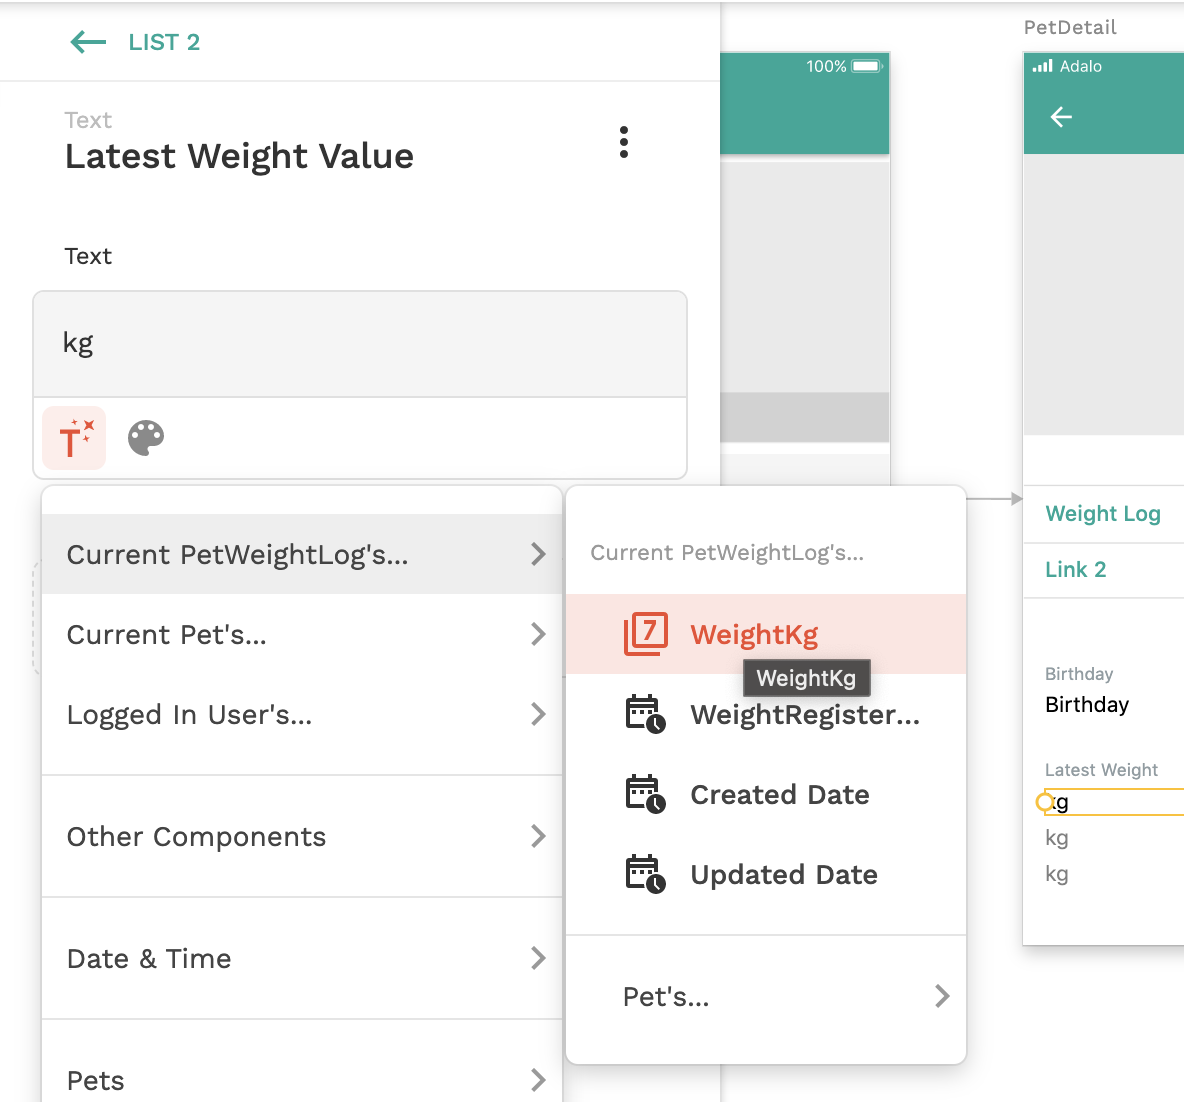 PetDetail
LIST 2
100%
Adalo
Text
Latest Weight Value
Text
kg
T
Current PetWeightLog's...
Current Pet's...
Logged In User's...
Other Components
Date & Time
Pets
Current PetWeightLog's...
7
WeightKg
WeightKg
WeightRegister...
Created Date
Updated Date
Pet's...
Weight Log
Link 2
Birthday
Birthday
Latest Weight
kg
kg
kg